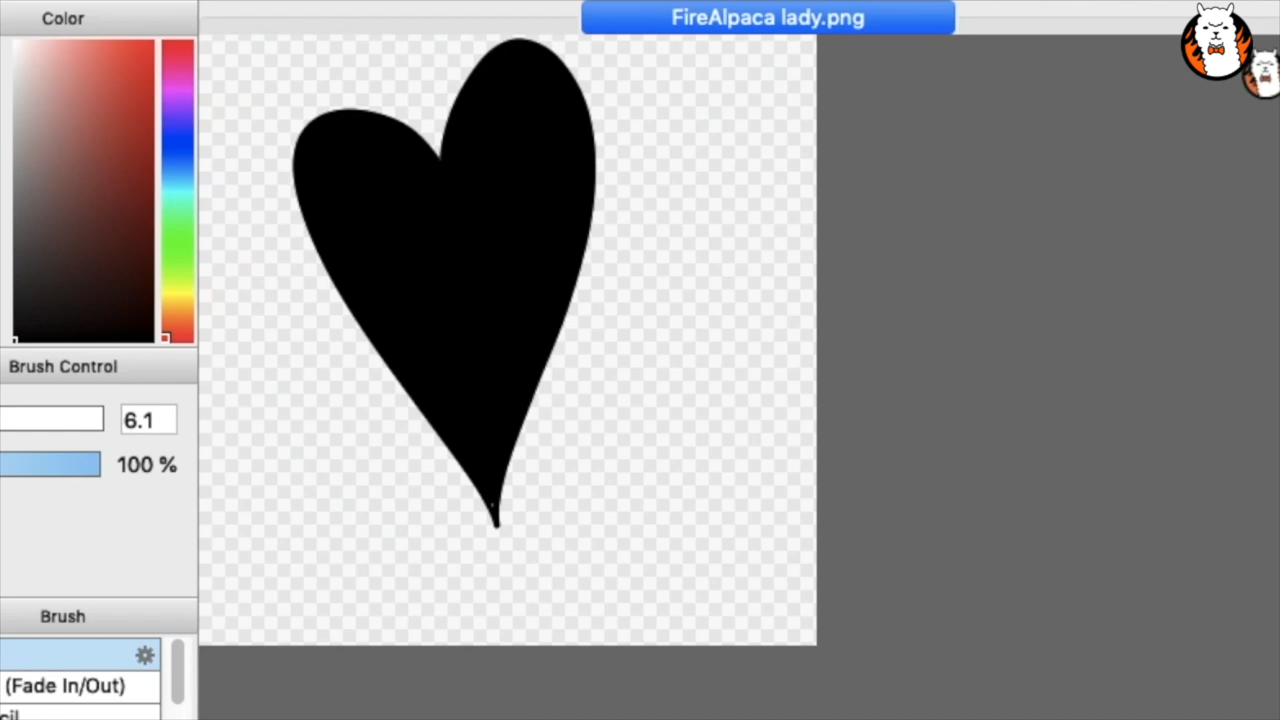 Color
FireAlpaca lady.png
Brush Control
6.1
100 %
Brush
(Fade In/Out)